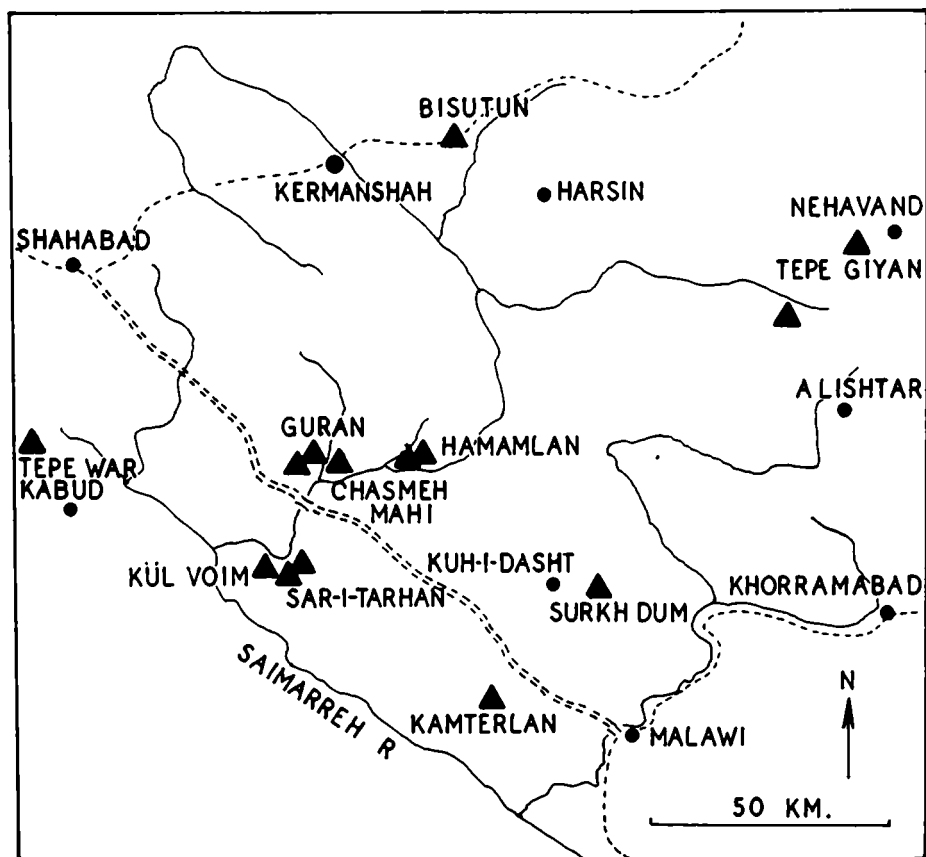 BISUTUN
KERMANSHAH
HARSIN
NEHAVAND
SHAHABAD
TEPE GIYAN
ALISHTAR
GURAN
HAMAMLAN
TEPE WAR
KABUD
CHASMEH
MAHI
KÜL VOIM
SAR-I-TARHAN
KUH-I-DASHT
SURKH DUM
KHORRAMABAD
SAIMARREH R
KAMTERLAN
N
MALAWI
50 KM.